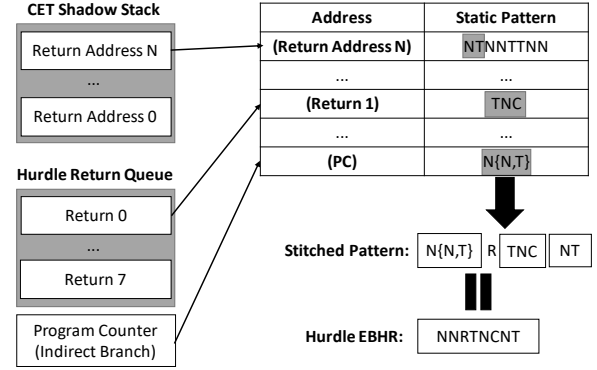 CET Shadow Stack
Return Address N
...
Return Address 0
Hurdle Return Queue
Return 0
...
Return 7
Program Counter
(Indirect Branch)
Address Static Pattern
(Return Address N) NTNNTTNN
... ...
(Return 1) TNC
... ...
(PC) N{N,T}
Stitched Pattern: N{N,T} R TNC NT
Hurdle EBHR: NNRTNCNT